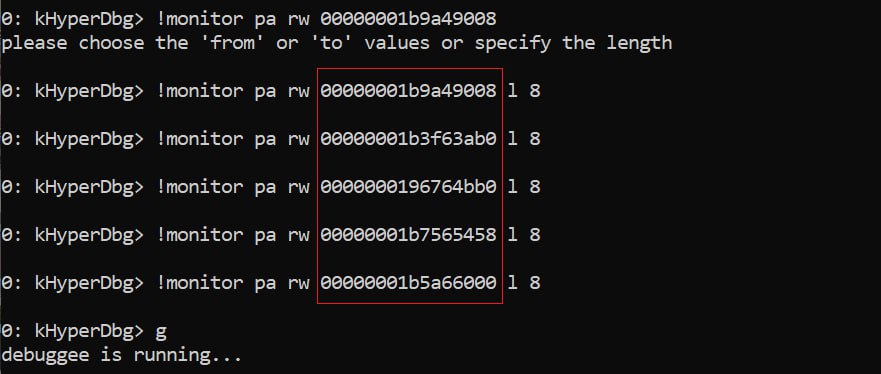 0: kHyperDbg> !monitor pa rw 00000001b9a49008
please choose the 'from' or 'to' values or specify the length
0: kHyperDbg> !monitor pa rw 00000001b9a49008 l 8
0: kHyperDbg> !monitor pa rw 00000001b3f63ab0 l 8
0: kHyperDbg> !monitor pa rw 0000000196764bb0 l 8
0: kHyperDbg> !monitor pa rw 00000001b7565458 l 8
0: kHyperDbg> !monitor pa rw 00000001b5a66000 l 8
0: kHyperDbg> g
debuggee is running...